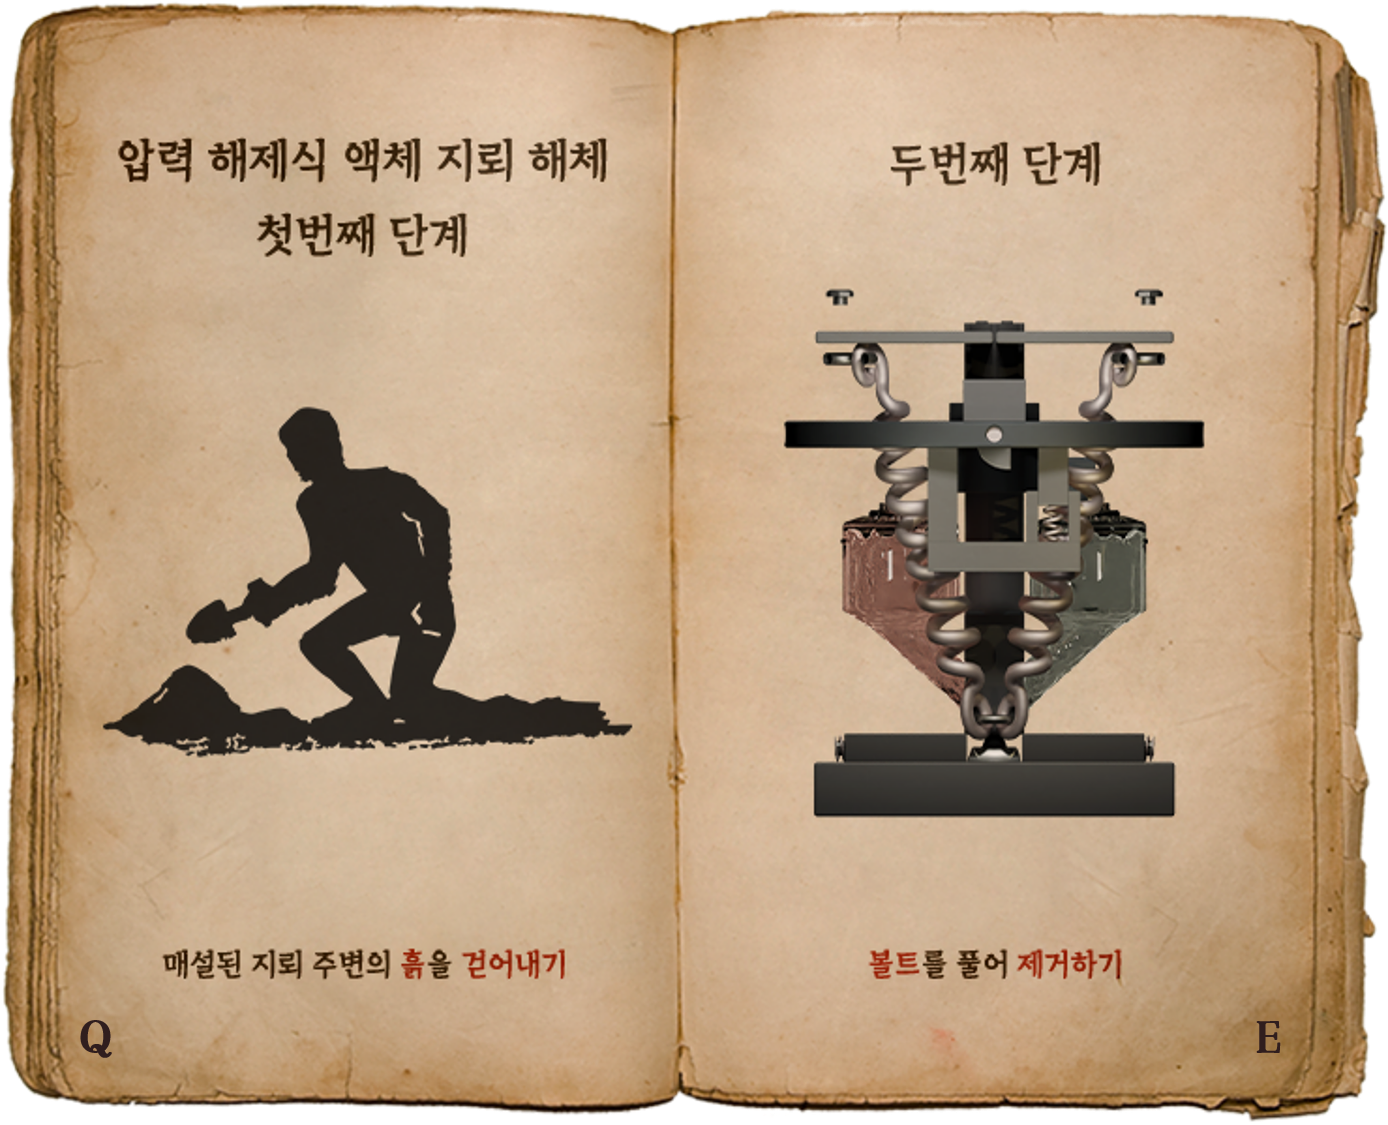 압력 해제식 액체 지뢰 해체
첫번째 단계
매설된 지뢰 주변의 흙을 걷어내기
Q
두번째 단계
볼트를 풀어 제거하기
E